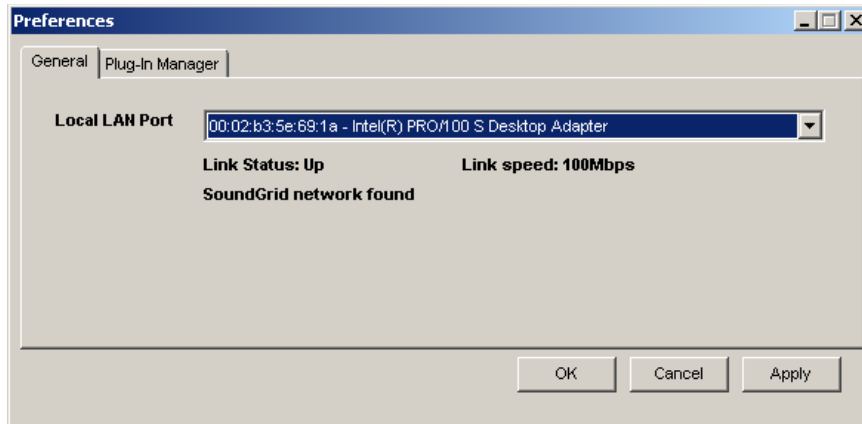 Preferences
General Plug-In Manager
Local LAN Port 00:02:b3:5e:69:1a - Intel(R) PRO/100 S Desktop Adapter
Link Status: Up Link speed: 100Mbps
SoundGrid network found
OK Cancel Apply